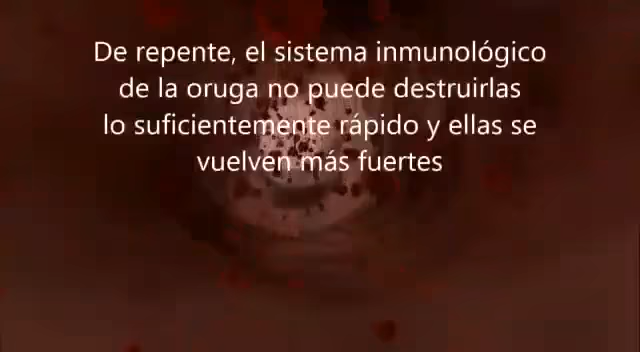 De repente, el sistema inmunológico
de la oruga no puede destruirlas
lo suficientemente rápido y ellas se
vuelven más fuertes